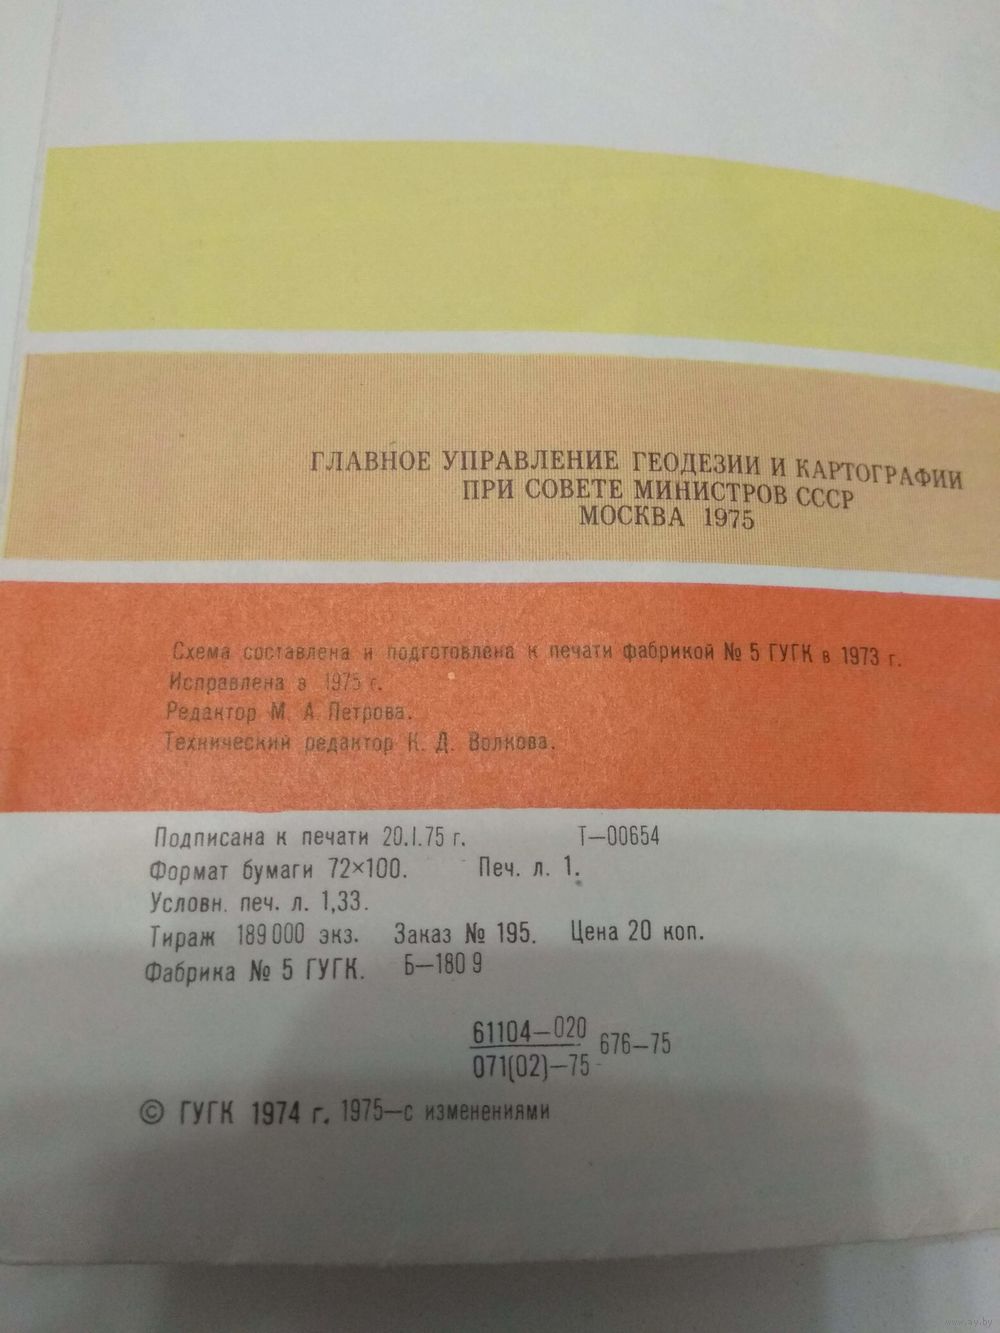 ГЛАВНОЕ УПРАВЛЕНИЕ ГЕОДЕЗИИ И КАРТОГРАФИИ
ПРИ СОВЕТЕ МИНИСТРОВ СССР
МОСКВА 1975
Схема составлена и подготовлена к печати фабрикой № 5 ГУГК в 1973 г.
Исправлена в 1975 г.
Редактор М. А. Петрова.
Технический редактор К. Д. Волкова.
Подписана к печати 20.I.75 г. Т—00654
Формат бумаги 72×100. Печ. л. 1.
Условн. печ. л. 1,33.
Тираж 189 000 экз. Заказ № 195. Цена 20 коп.
Фабрика № 5 ГУГК. Б—180 9
61104—020
071(02)—75 676—75
© ГУГК 1974 г. 1975—с изменениями
www.ay.by